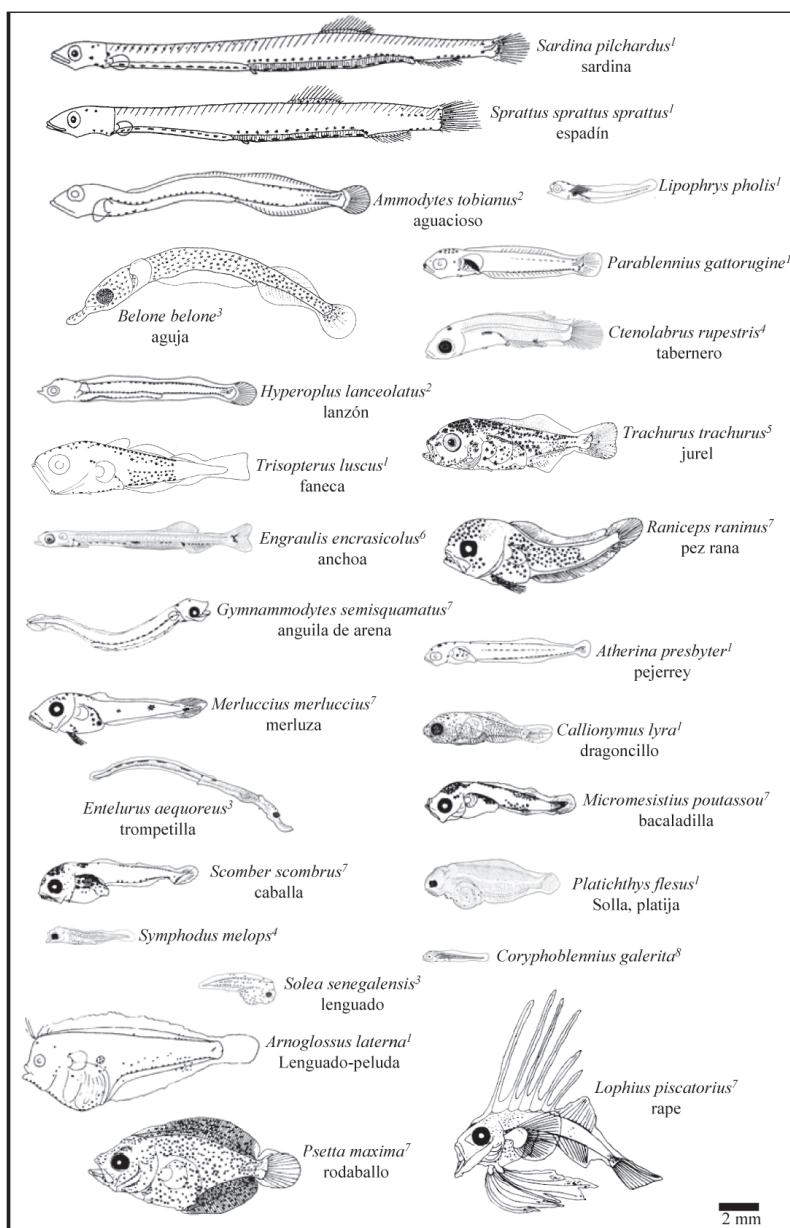 Sardina pilchardus¹
sardina
Sprattus sprattus sprattus¹
espadín
Ammodytes tobianus²
aguacioso
Lipophrys pholis¹
Parablennius gattorugine¹
Belone belone³
aguja
Ctenolabrus rupestris⁴
tabernero
Hyperoplus lanceolatus²
lanzón
Trachurus trachurus⁵
jurel
Trisopterus luscus¹
faneca
Engraulis encrasicolus⁶
anchoa
Raniceps raninus⁷
pez rana
Gymnammodytes semisquamatus⁷
anguila de arena
Atherina presbyter¹
pejerrey
Merluccius merluccius⁷
merluza
Callionymus lyra¹
dragoncillo
Entelurus aequoreus³
trompetilla
Micromesistius poutassou⁷
bacaladilla
Scomber scombrus⁷
caballa
Platichthys flesus¹
Solla, platija
Symphodus melops⁴
Coryphoblennius galerita⁸
Solea senegalensis³
lenguado
Arnoglossus laterna¹
Lenguado-peluda
Lophius piscatorius⁷
rape
Psetta maxima⁷
rodaballo
2 mm